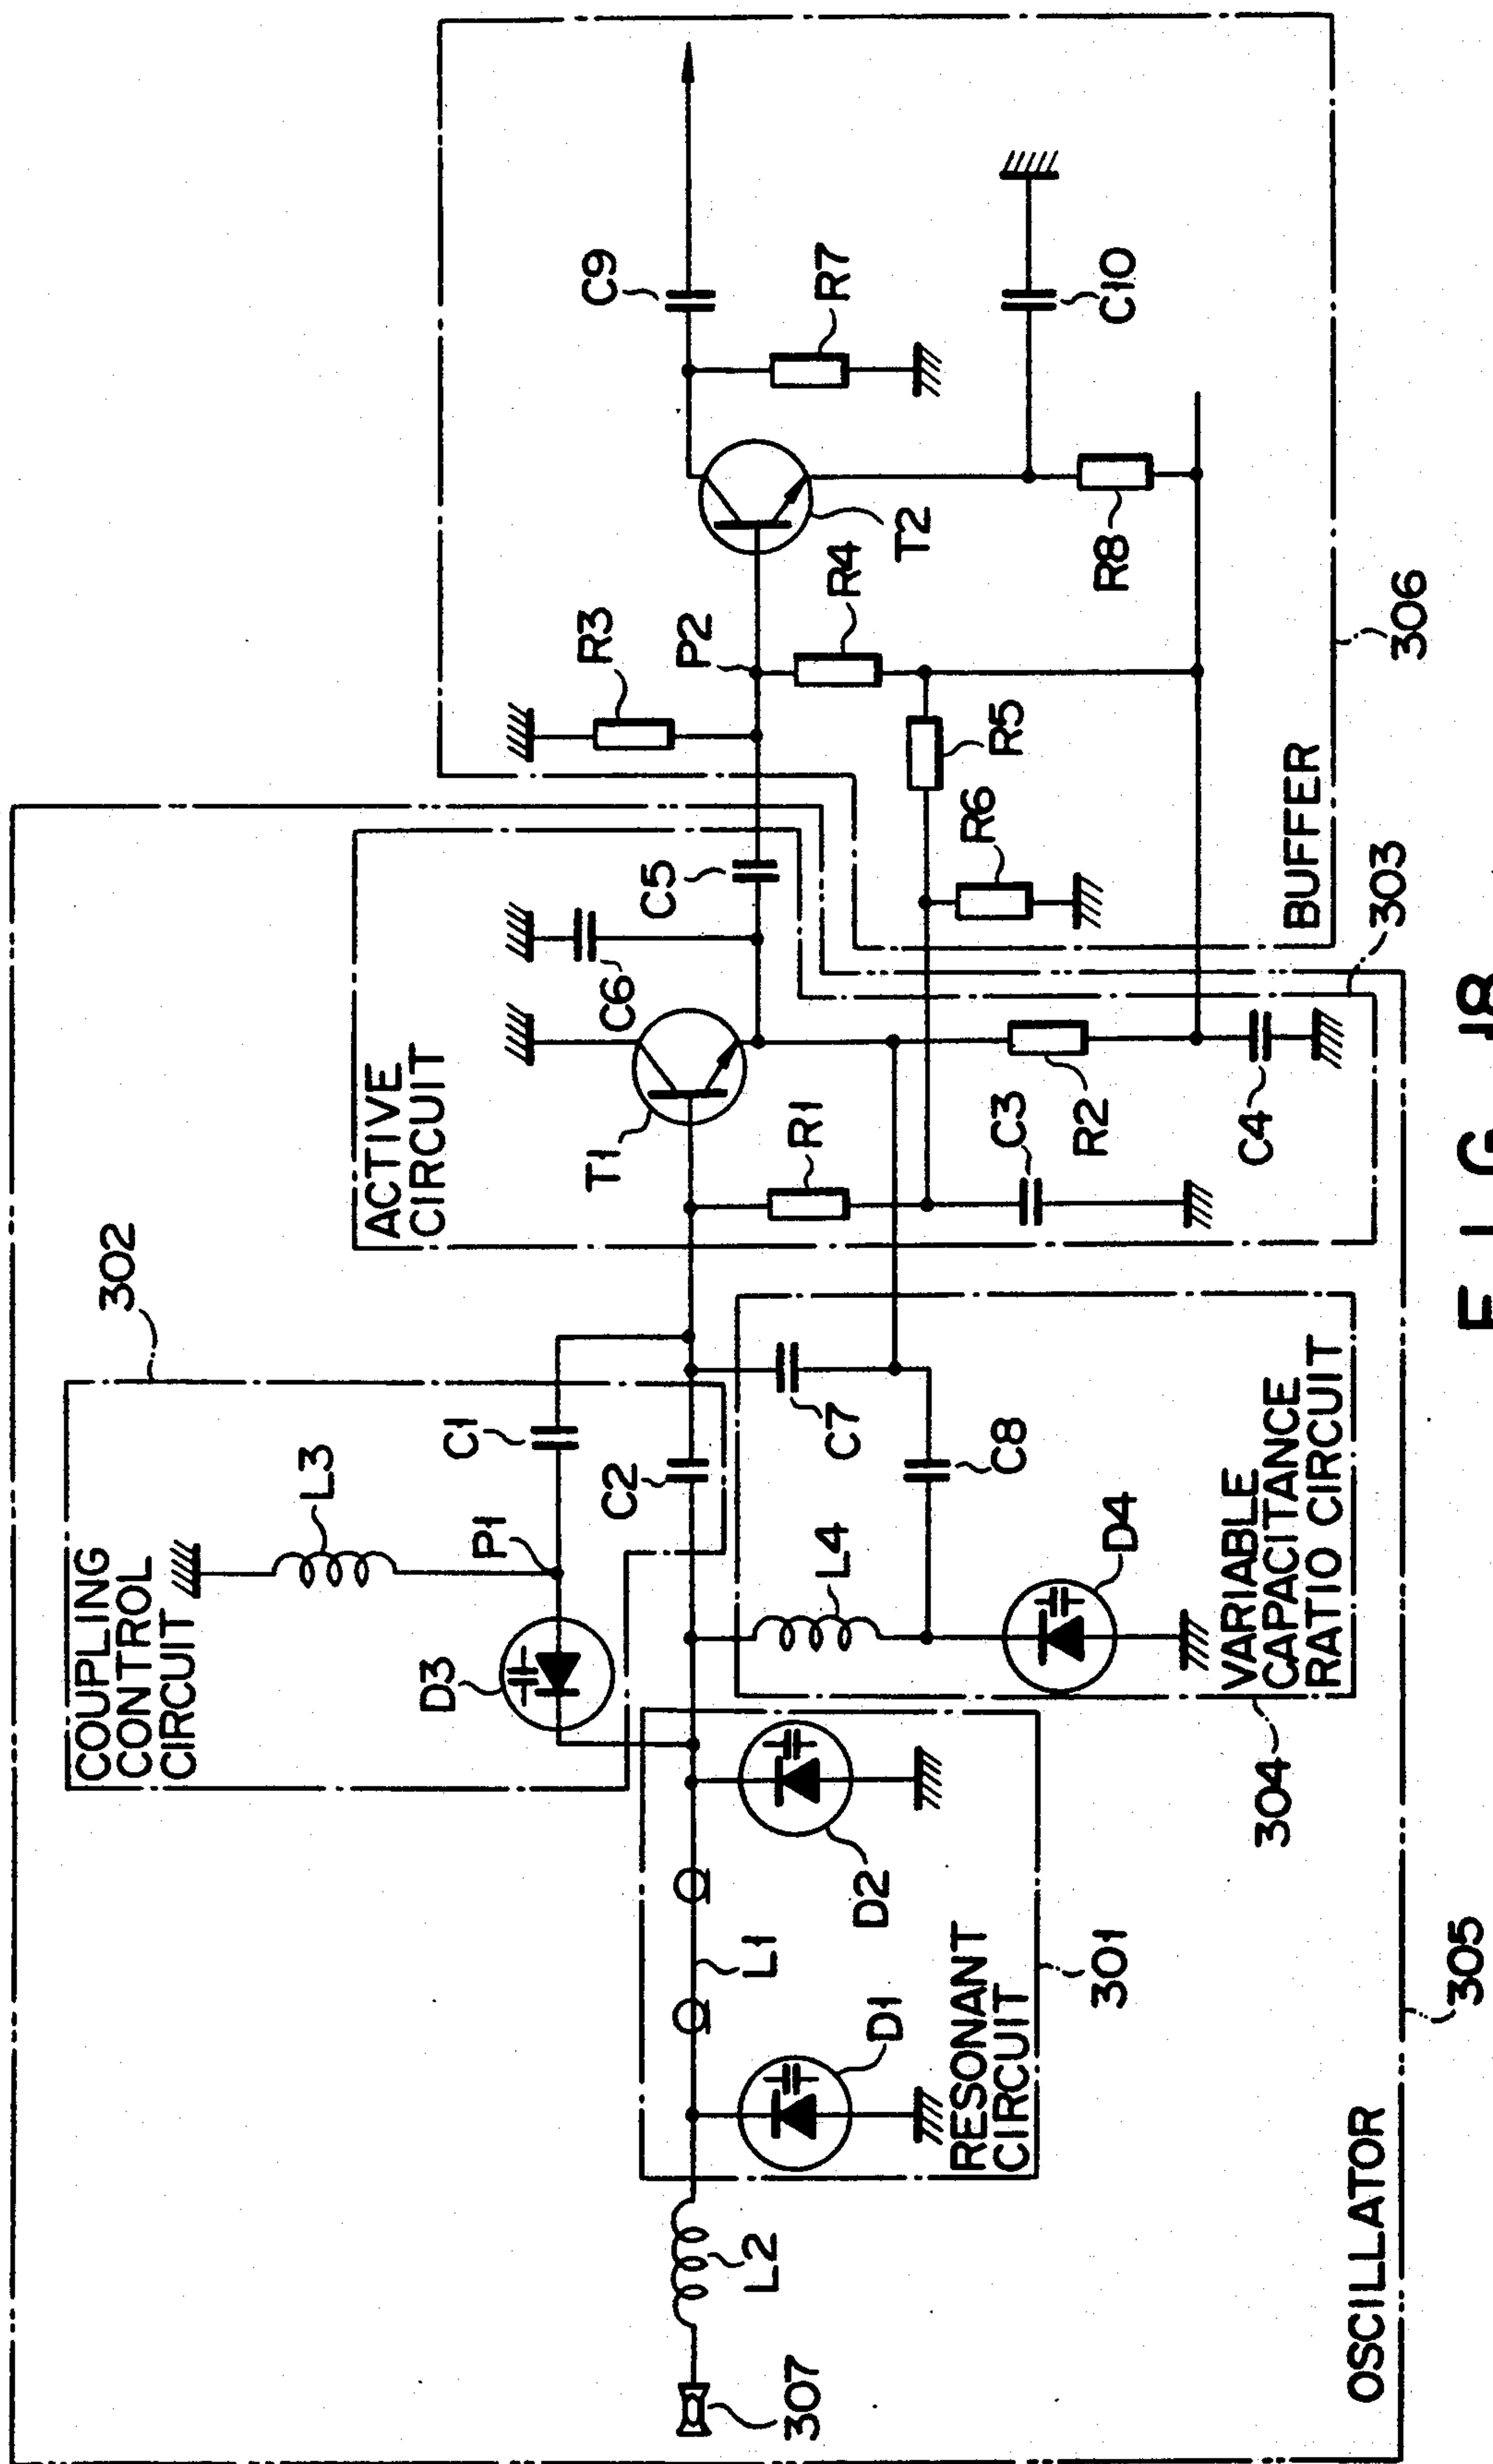 302
COUPLING
CONTROL
CIRCUIT
L3
P1
C1
D3
C2
ACTIVE
CIRCUIT
T1
C6
C5
R3
P2
C9
R7
R1
C3
R2
C4
R6
R5
R4
T2
R8
C10
BUFFER
306
303
307
L2
L1
D1
D2
RESONANT
CIRCUIT
301
L4
C7
C8
D4
VARIABLE
CAPACITANCE
RATIO CIRCUIT
304
OSCILLATOR
305
F I G. 18